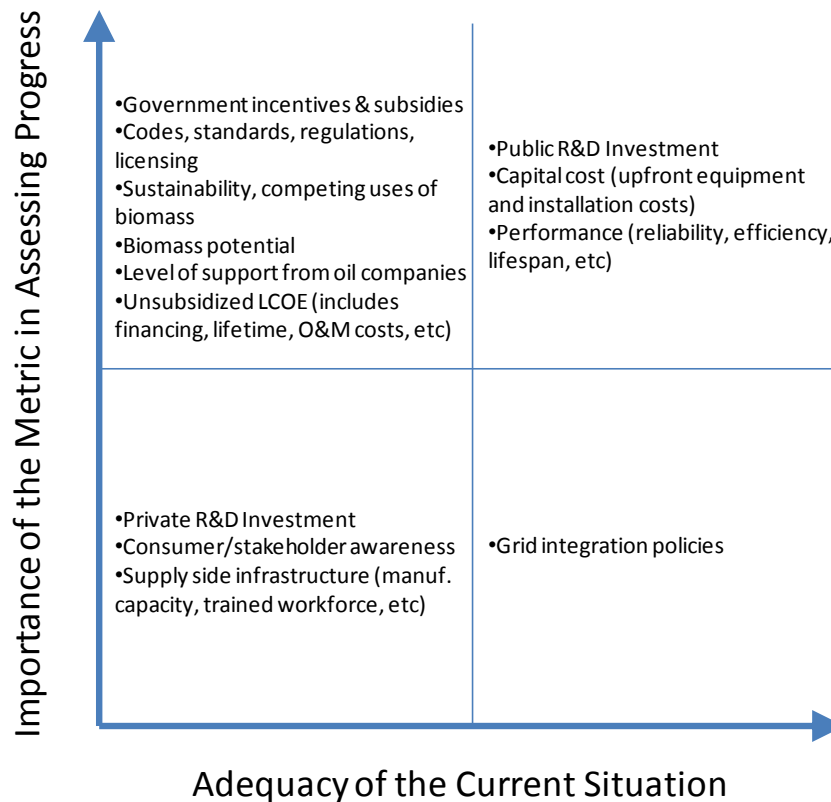 Importance of the Metric in Assessing Progress
•Government incentives & subsidies
•Codes, standards, regulations,
licensing
•Sustainability, competing uses of
biomass
•Biomass potential
•Level of support from oil companies
•Unsubsidized LCOE (includes
financing, lifetime, O&M costs, etc)
•Public R&D Investment
•Capital cost (upfront equipment
and installation costs)
•Performance (reliability, efficiency,
lifespan, etc)
•Private R&D Investment
•Consumer/stakeholder awareness
•Supply side infrastructure (manuf.
capacity, trained workforce, etc)
•Grid integration policies
Adequacy of the Current Situation